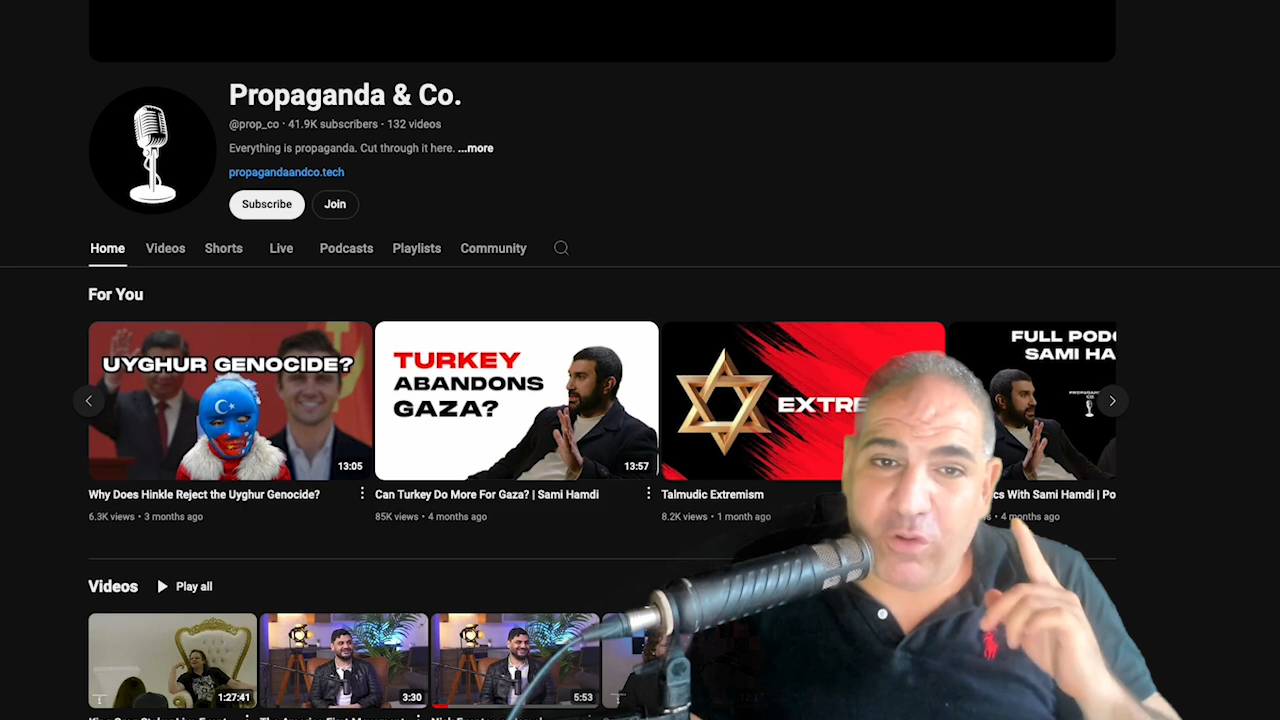 Propaganda & Co.
@prop_co · 41.9K subscribers · 132 videos
Everything is propaganda. Cut through it here. ...more
propagandaandco.tech
Subscribe
Join
Home
Videos
Shorts
Live
Podcasts
Playlists
Community
For You
UYGHUR GENOCIDE?
13:05
TURKEY
ABANDONS
GAZA?
13:57
EXTRE
FULL PODC
SAMI HA
Why Does Hinkle Reject the Uyghur Genocide?
6.3K views · 3 months ago
Can Turkey Do More For Gaza? | Sami Hamdi
85K views · 4 months ago
Talmudic Extremism
8.2K views · 1 month ago
cs With Sami Hamdi | Po
4 months ago
Videos
Play all
1:27:41
3:30
5:53